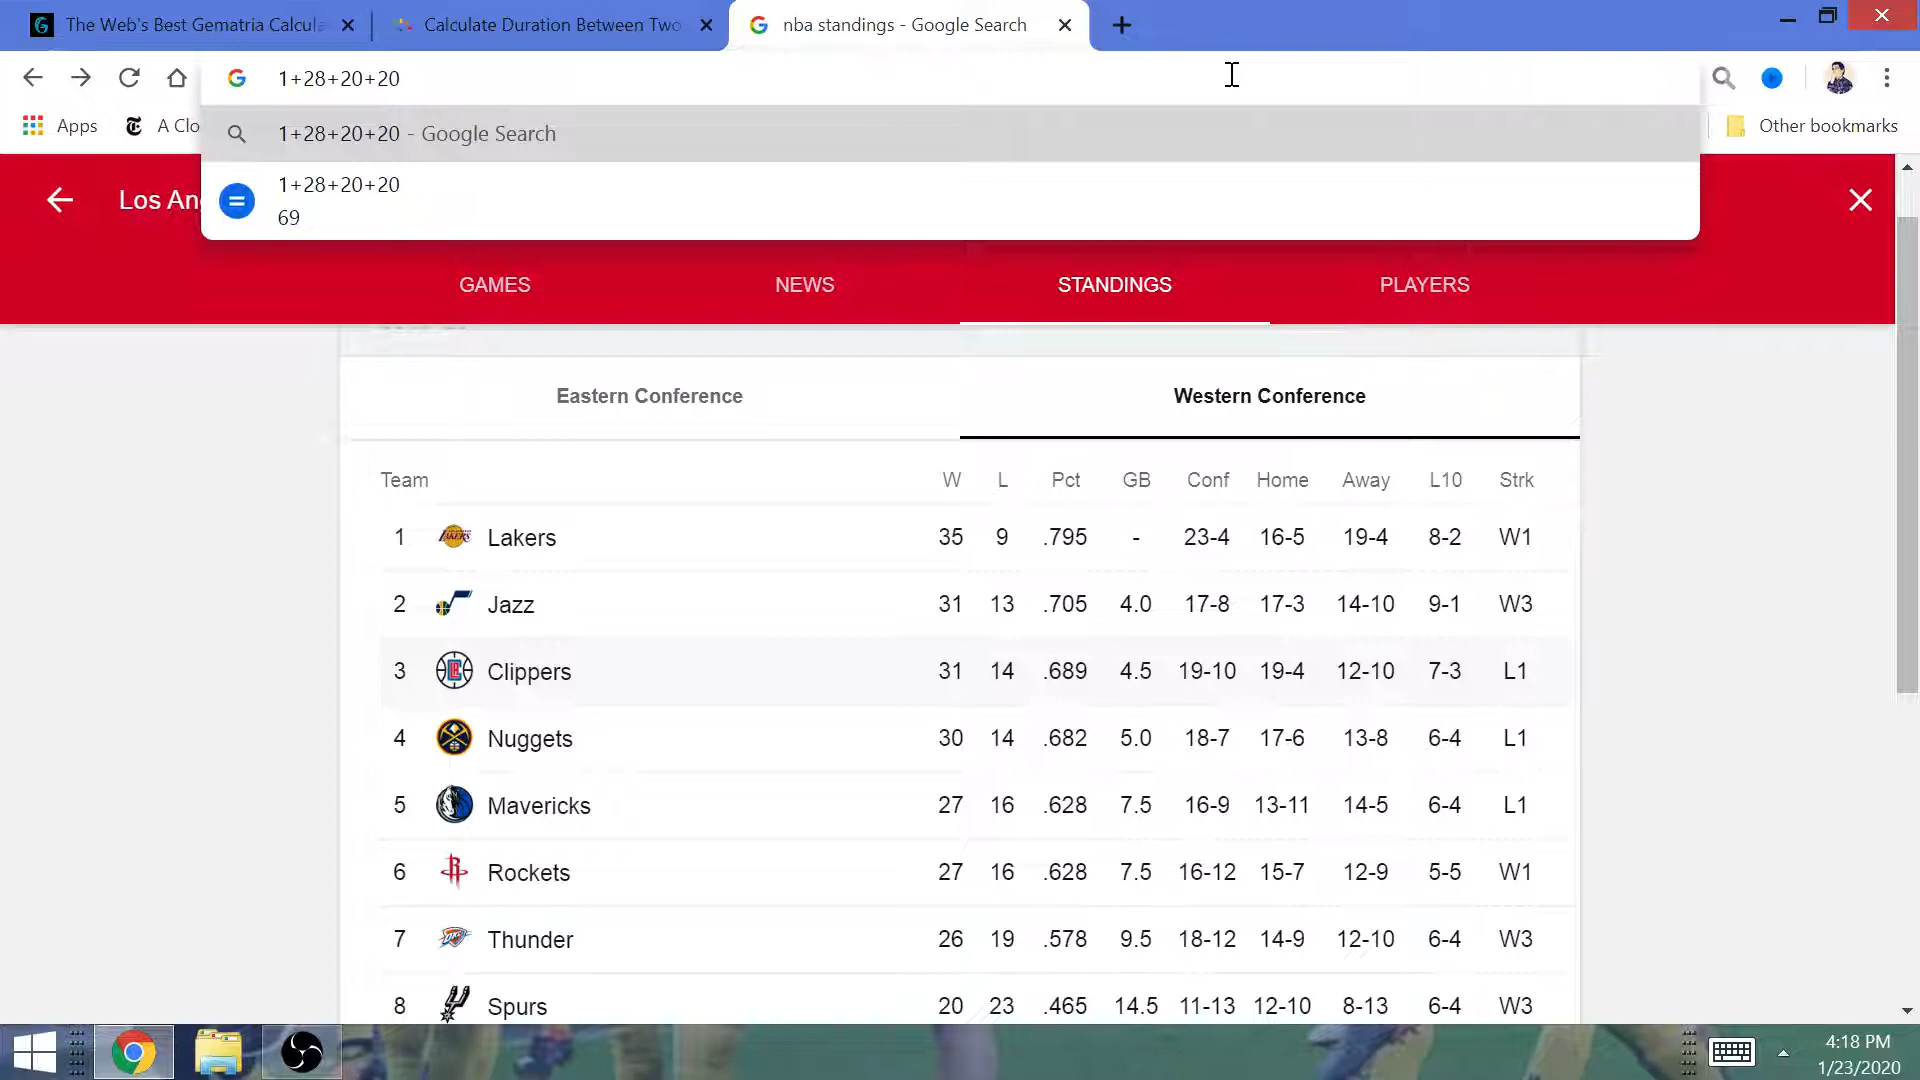 The Web's Best Gematria Calcula
Calculate Duration Between Two
nba standings - Google Search
1+28+20+20
Apps
A Clo
Other bookmarks
1+28+20+20 - Google Search
1+28+20+20
69
Los An
GAMES NEWS STANDINGS PLAYERS
Eastern Conference Western Conference
Team W L Pct GB Conf Home Away L10 Strk
1 Lakers 35 9 .795 - 23-4 16-5 19-4 8-2 W1
2 Jazz 31 13 .705 4.0 17-8 17-3 14-10 9-1 W3
3 Clippers 31 14 .689 4.5 19-10 19-4 12-10 7-3 L1
4 Nuggets 30 14 .682 5.0 18-7 17-6 13-8 6-4 L1
5 Mavericks 27 16 .628 7.5 16-9 13-11 14-5 6-4 L1
6 Rockets 27 16 .628 7.5 16-12 15-7 12-9 5-5 W1
7 Thunder 26 19 .578 9.5 18-12 14-9 12-10 6-4 W3
8 Spurs 20 23 .465 14.5 11-13 12-10 8-13 6-4 W3
4:18 PM
1/23/2020